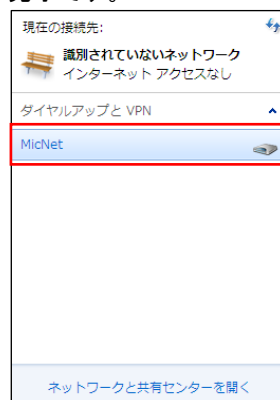 現在の接続先:
識別されていないネットワーク
インターネット アクセスなし
ダイヤルアップと VPN
MicNet
ネットワークと共有センターを開く